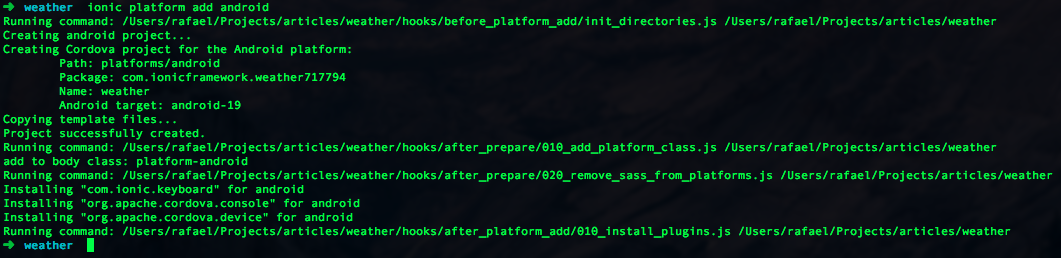 ➜  weather  ionic platform add android
Running command: /Users/rafael/Projects/articles/weather/hooks/before_platform_add/init_directories.js /Users/rafael/Projects/articles/weather
Creating android project...
Creating Cordova project for the Android platform:
        Path: platforms/android
        Package: com.ionicframework.weather717794
        Name: weather
        Android target: android-19
Copying template files...
Project successfully created.
Running command: /Users/rafael/Projects/articles/weather/hooks/after_prepare/010_add_platform_class.js /Users/rafael/Projects/articles/weather
add to body class: platform-android
Running command: /Users/rafael/Projects/articles/weather/hooks/after_prepare/020_remove_sass_from_platforms.js /Users/rafael/Projects/articles/weather
Installing "com.ionic.keyboard" for android
Installing "org.apache.cordova.console" for android
Installing "org.apache.cordova.device" for android
Running command: /Users/rafael/Projects/articles/weather/hooks/after_platform_add/010_install_plugins.js /Users/rafael/Projects/articles/weather
➜  weather